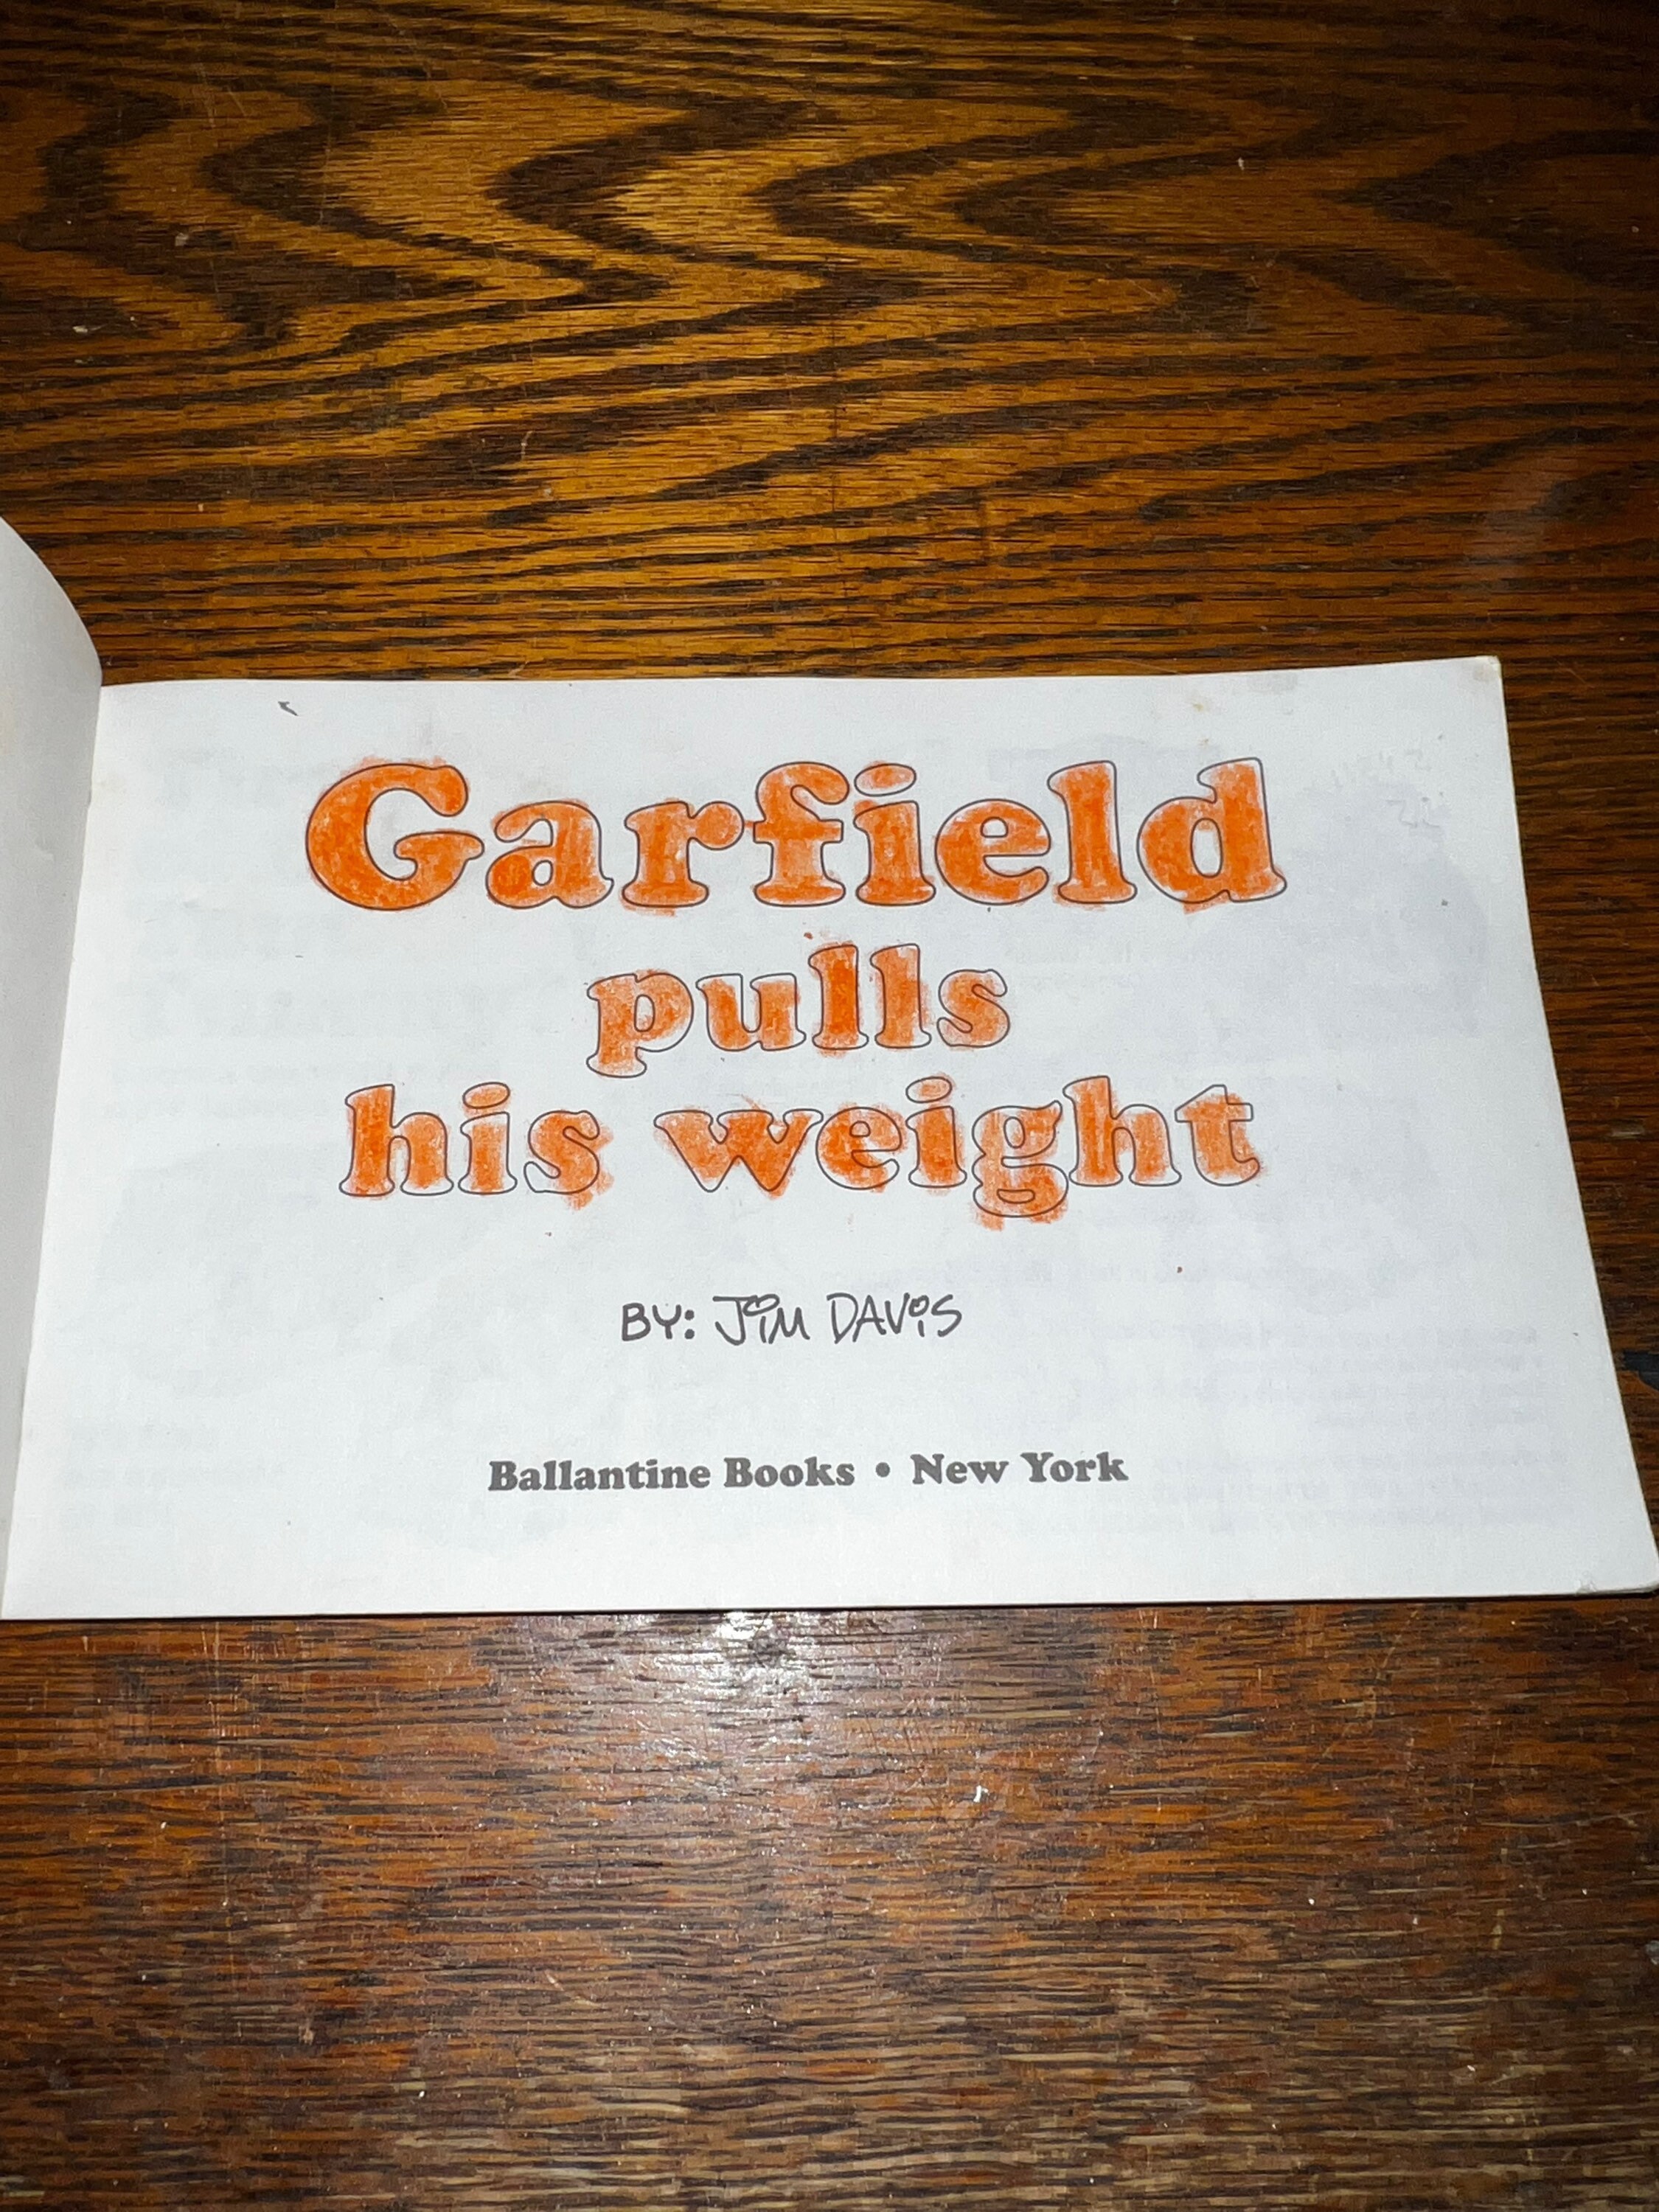 Garfield
pulls
his weight
BY: JIM DAVIS
Ballantine Books • New York